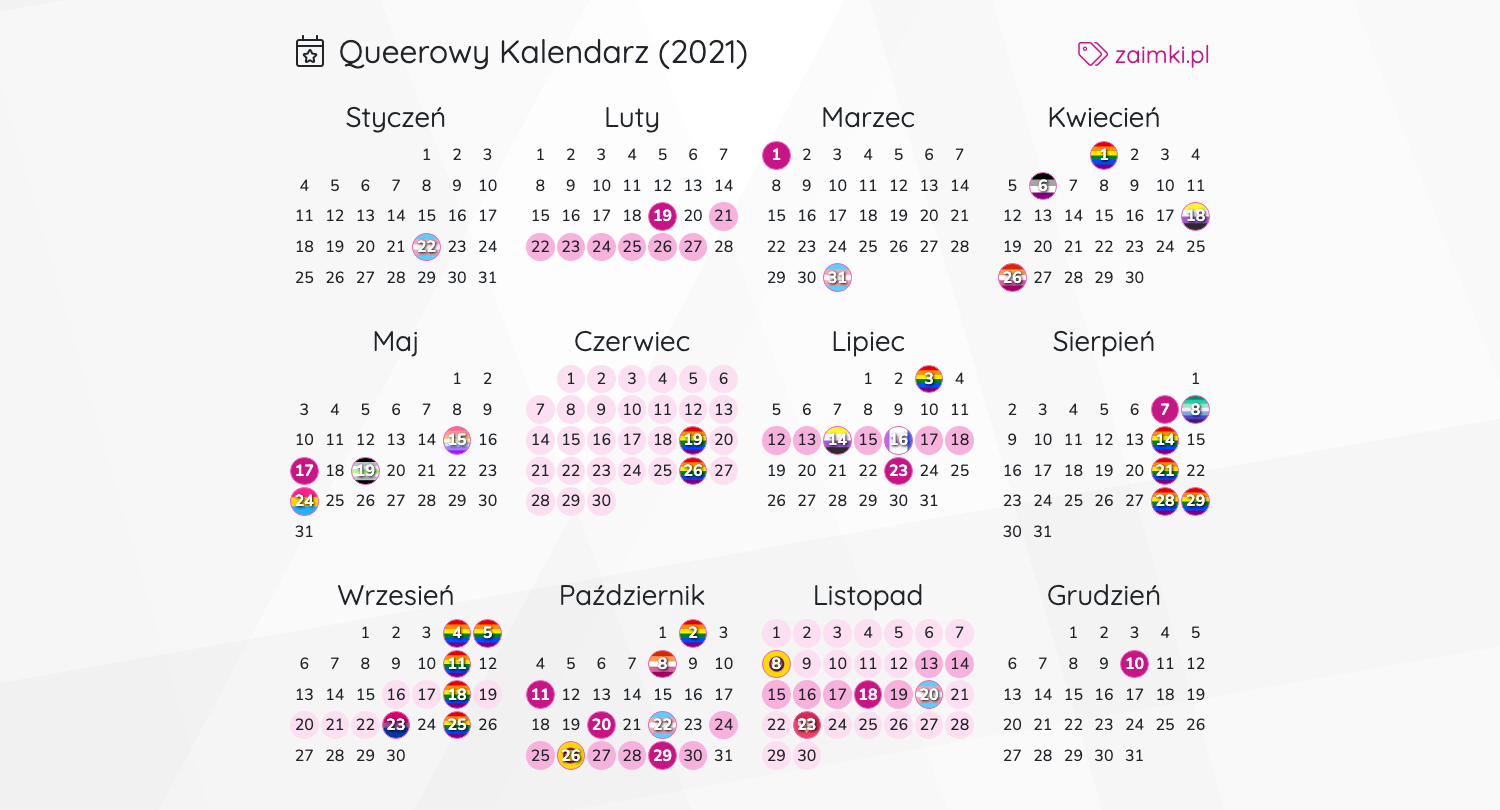 Queerowy Kalendarz (2021) zaimki.pl
Styczeń Luty Marzec Kwiecień
1 2 3 1 2 3 4 5 6 7 1 2 3 4 5 6 7 1 2 3 4
4 5 6 7 8 9 10 8 9 10 11 12 13 14 8 9 10 11 12 13 14 5 6 7 8 9 10 11
11 12 13 14 15 16 17 15 16 17 18 19 20 21 15 16 17 18 19 20 21 12 13 14 15 16 17 18
18 19 20 21 22 23 24 22 23 24 25 26 27 28 22 23 24 25 26 27 28 19 20 21 22 23 24 25
25 26 27 28 29 30 31 29 30 31 26 27 28 29 30
Maj Czerwiec Lipiec Sierpień
1 2 1 2 3 4 5 6 1 2 3 4 1
3 4 5 6 7 8 9 7 8 9 10 11 12 13 5 6 7 8 9 10 11 2 3 4 5 6 7 8
10 11 12 13 14 15 16 14 15 16 17 18 19 20 12 13 14 15 16 17 18 9 10 11 12 13 14 15
17 18 19 20 21 22 23 21 22 23 24 25 26 27 19 20 21 22 23 24 25 16 17 18 19 20 21 22
24 25 26 27 28 29 30 28 29 30 26 27 28 29 30 31 23 24 25 26 27 28 29
31 30 31
Wrzesień Październik Listopad Grudzień
1 2 3 4 5 1 2 3 1 2 3 4 5 6 7 1 2 3 4 5
6 7 8 9 10 11 12 4 5 6 7 8 9 10 8 9 10 11 12 13 14 6 7 8 9 10 11 12
13 14 15 16 17 18 19 11 12 13 14 15 16 17 15 16 17 18 19 20 21 13 14 15 16 17 18 19
20 21 22 23 24 25 26 18 19 20 21 22 23 24 22 23 24 25 26 27 28 20 21 22 23 24 25 26
27 28 29 30 25 26 27 28 29 30 31 29 30 27 28 29 30 31